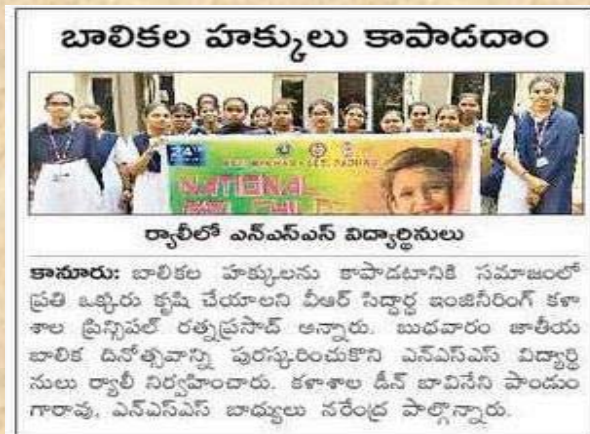 బాలికల హక్కులు కాపాడదాం
NATIONAL
ర్యాలీలో ఎన్ఎస్ఎస్ విద్యార్థినులు
కానూరు: బాలికల హక్కులను కాపాడటానికి సమాజంలో
ప్రతి ఒక్కరు కృషి చేయాలని వీఆర్ సిద్ధార్థ ఇంజినీరింగ్ కళా
శాల ప్రిన్సిపల్ రత్నప్రసాద్ అన్నారు. బుధవారం జాతీయ
బాలిక దినోత్సవాన్ని పురస్కరించుకొని ఎన్ఎస్ఎస్ విద్యార్థి
నులు ర్యాలీ నిర్వహించారు. కళాశాల డీన్ బావినేని పాండుం
గారావు, ఎన్ఎస్ఎస్ బాధ్యులు నరేంద్ర పాల్గొన్నారు.